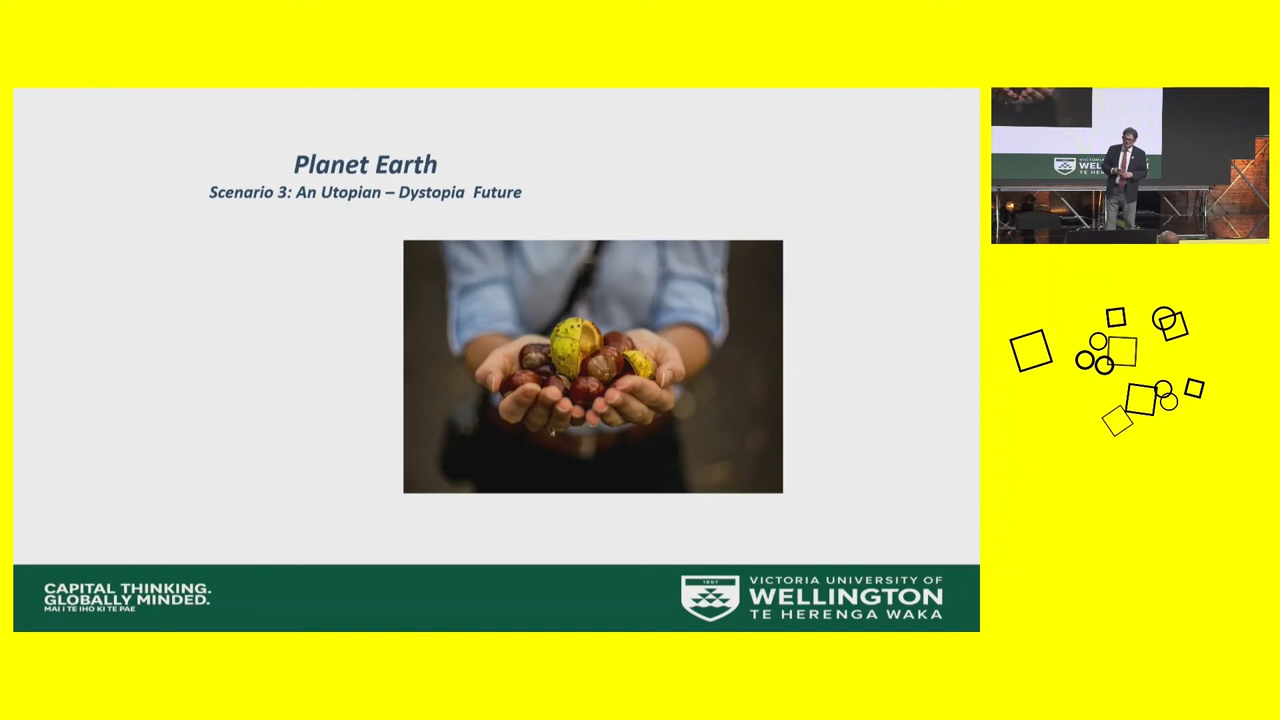 Planet Earth
Scenario 3: An Utopian – Dystopia Future
CAPITAL THINKING.
GLOBALLY MINDED.
MAI I TE IHO KI TE PAE
1897
VICTORIA UNIVERSITY OF
WELLINGTON
TE HERENGA WAKA